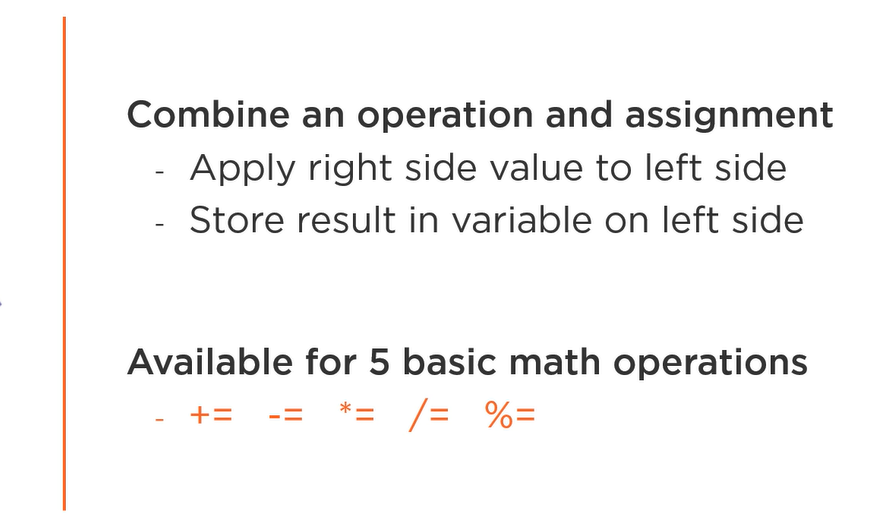 Combine an operation and assignment
- Apply right side value to left side
- Store result in variable on left side
Available for 5 basic math operations
- += -= *= /= %=